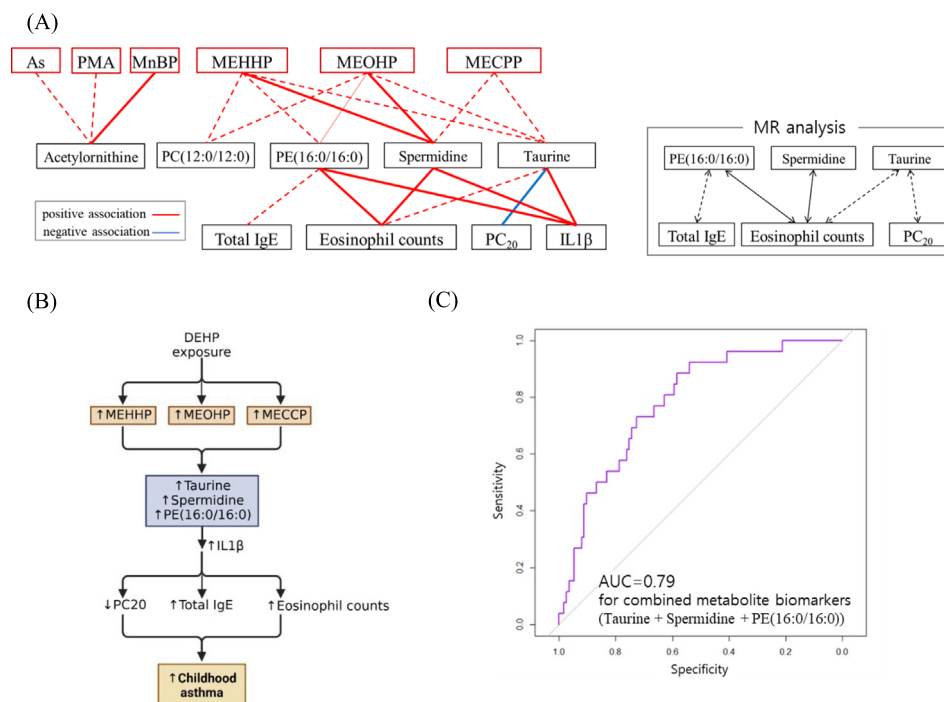 (A)
As
PMA
MnBP
MEHHP
MEOHP
MECPP
Acetylornithine
PC(12:0/12:0)
PE(16:0/16:0)
Spermidine
Taurine
positive association
negative association
Total IgE
Eosinophil counts
PC20
IL1β
MR analysis
PE(16:0/16:0)
Spermidine
Taurine
Total IgE
Eosinophil counts
PC20
(B)
DEHP
exposure
↑MEHHP
↑MEOHP
↑MECCP
↑Taurine
↑Spermidine
↑PE(16:0/16:0)
↑IL1β
↓PC20
↑Total IgE
↑Eosinophil counts
↑Childhood
asthma
(C)
Sensitivity
1.0
0.8
0.6
0.4
0.2
0.0
AUC=0.79
for combined metabolite biomarkers
(Taurine + Spermidine + PE(16:0/16:0))
1.0
0.8
0.6
0.4
0.2
0.0
Specificity